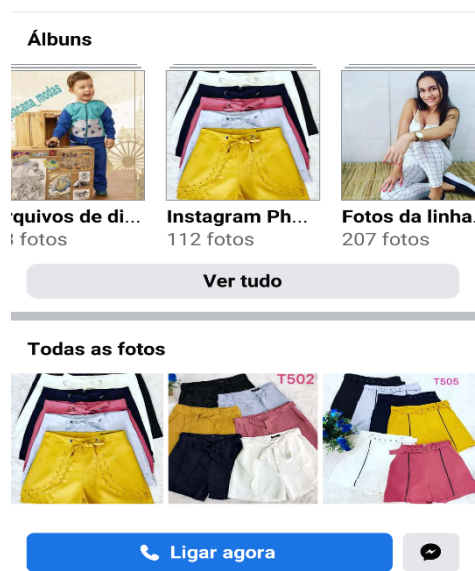 Álbuns
acana_modas
rquivos de di...
Instagram Ph...
Fotos da linha.
fotos
112 fotos
207 fotos
Ver tudo
Todas as fotos
T502
T505
Ligar agora